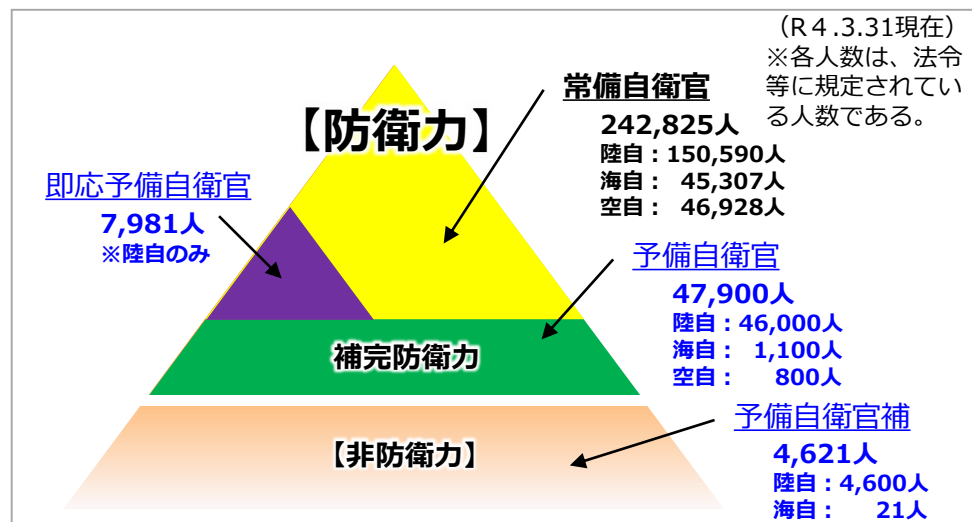 (R4.3.31現在)
※各人数は、法令
等に規定されてい
る人数である。
【防衛力】
常備自衛官
242,825人
陸自:150,590人
海自: 45,307人
空自: 46,928人
即応予備自衛官
7,981人
※陸自のみ
予備自衛官
47,900人
陸自:46,000人
海自: 1,100人
空自: 800人
補完防衛力
予備自衛官補
4,621人
陸自:4,600人
海自: 21人
【非防衛力】